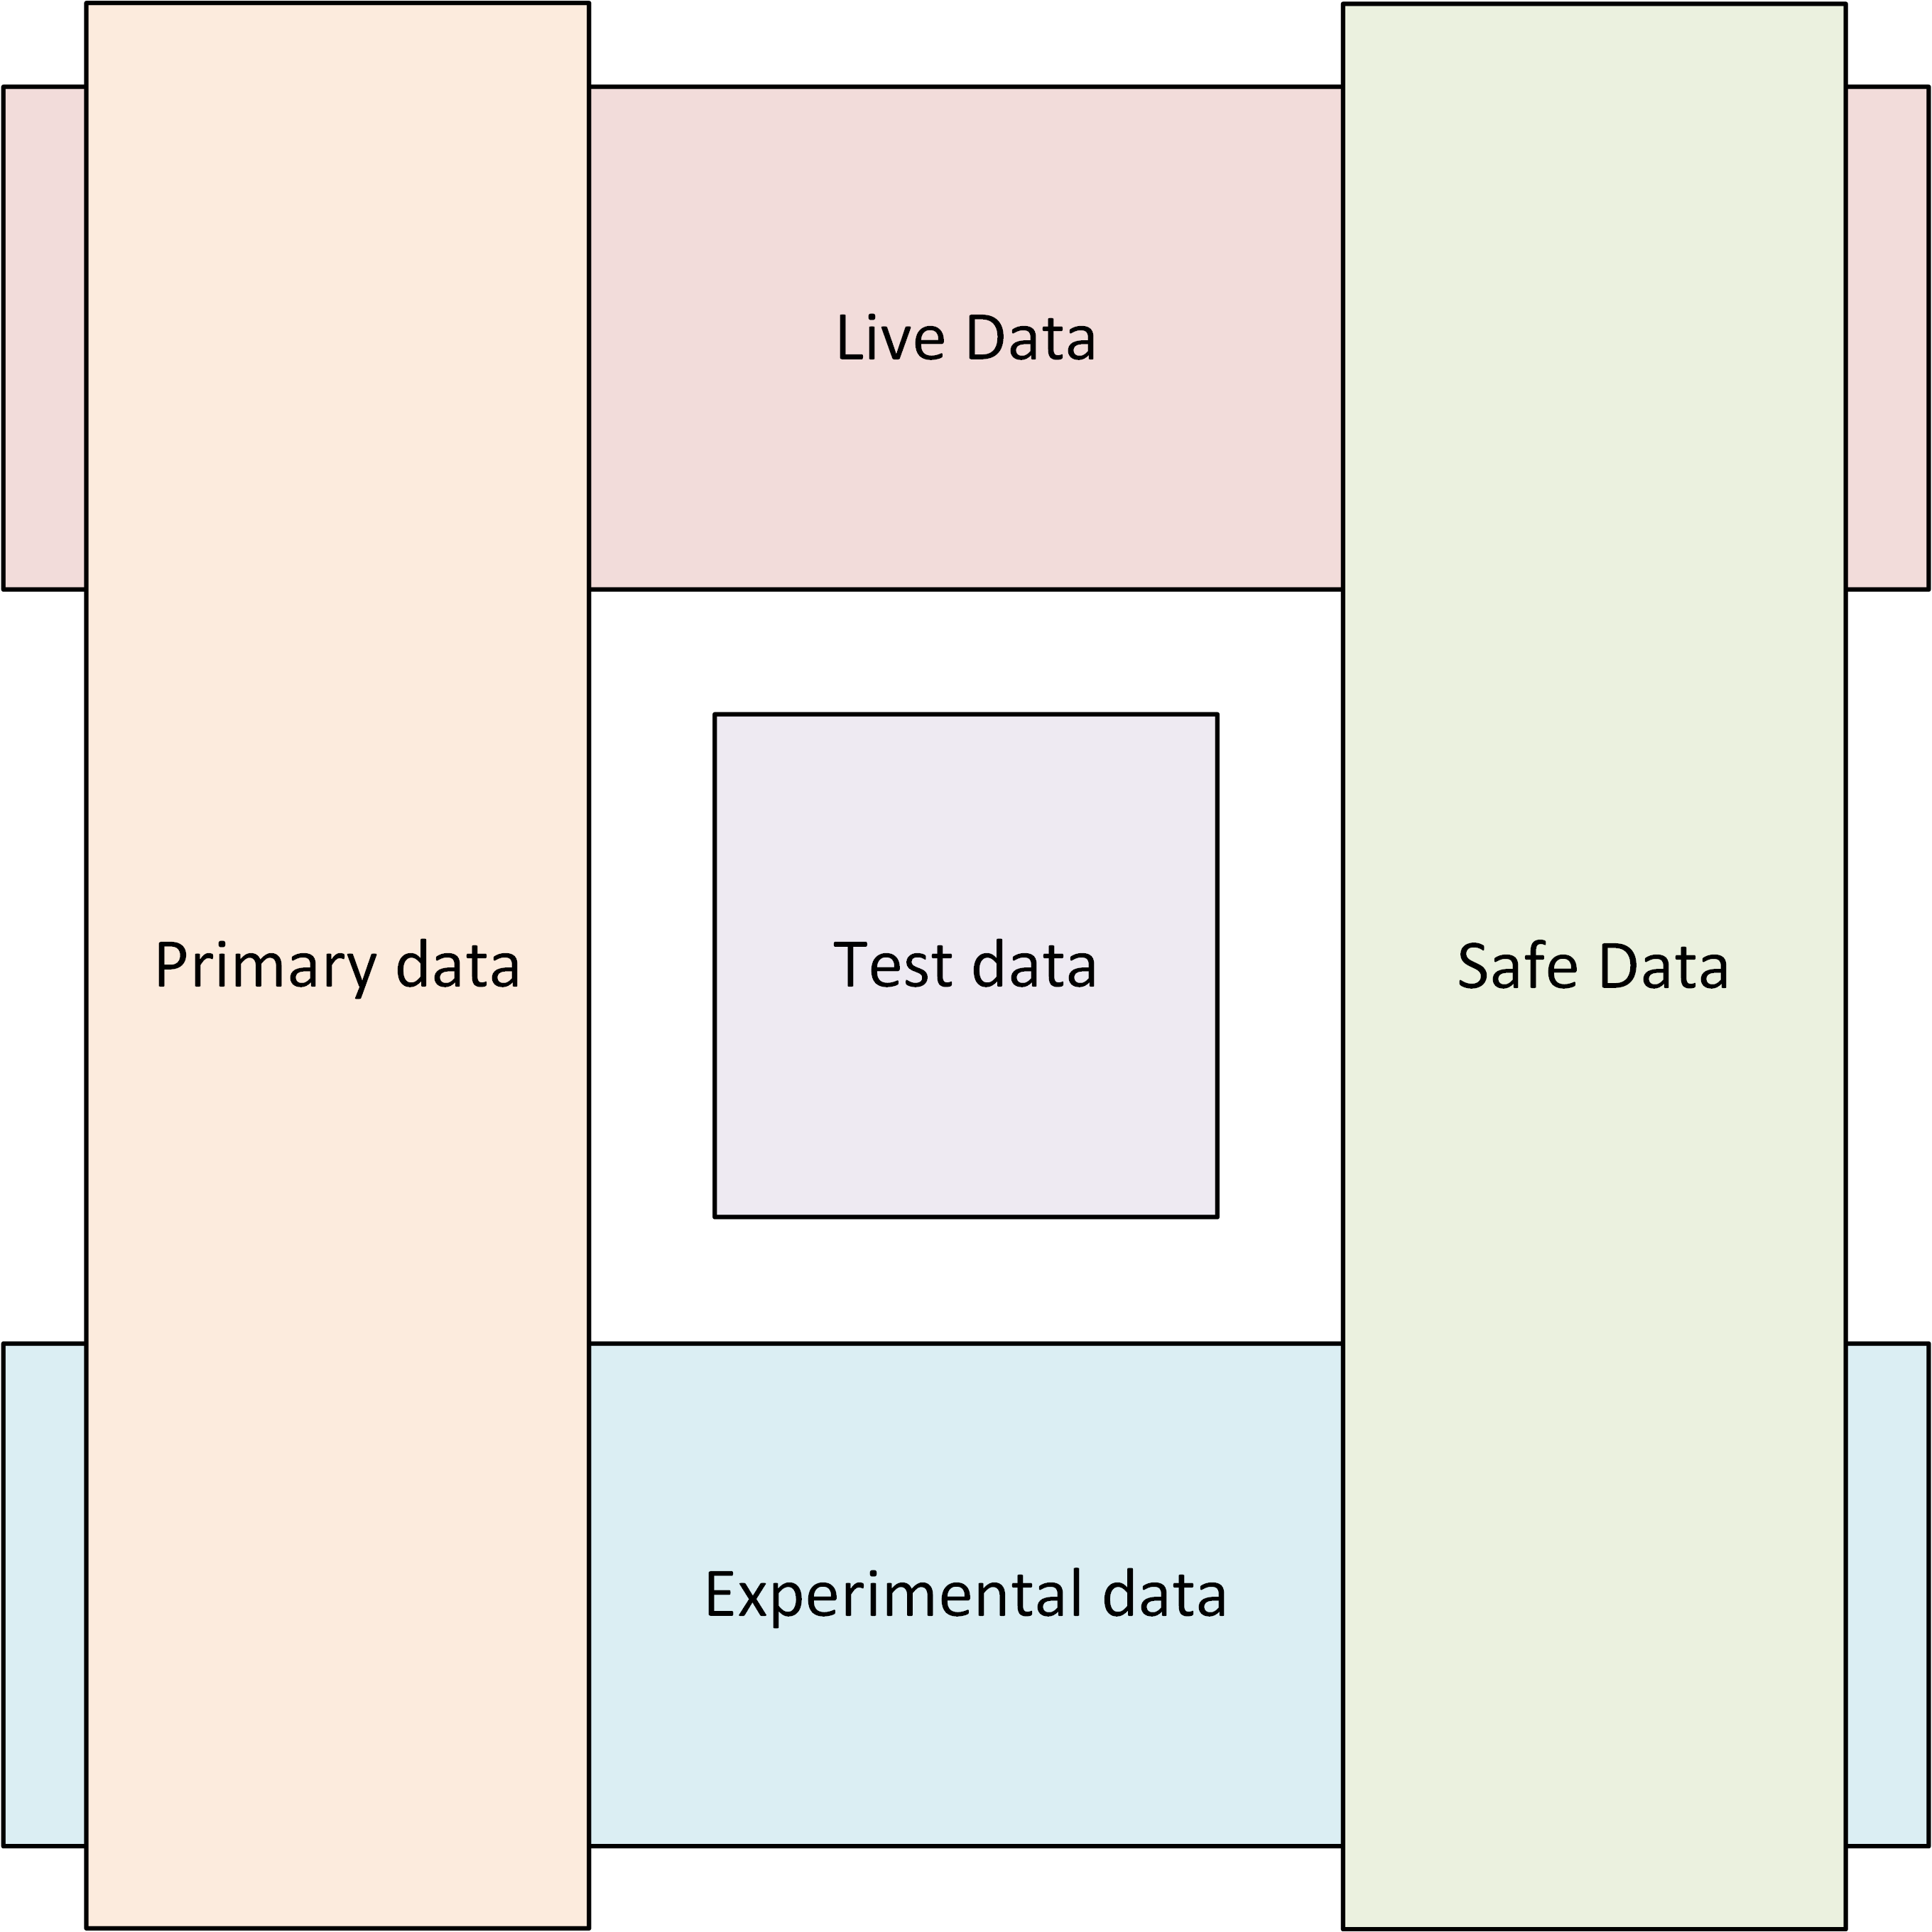 Live Data
Primary data
Test data
Safe Data
Experimental data